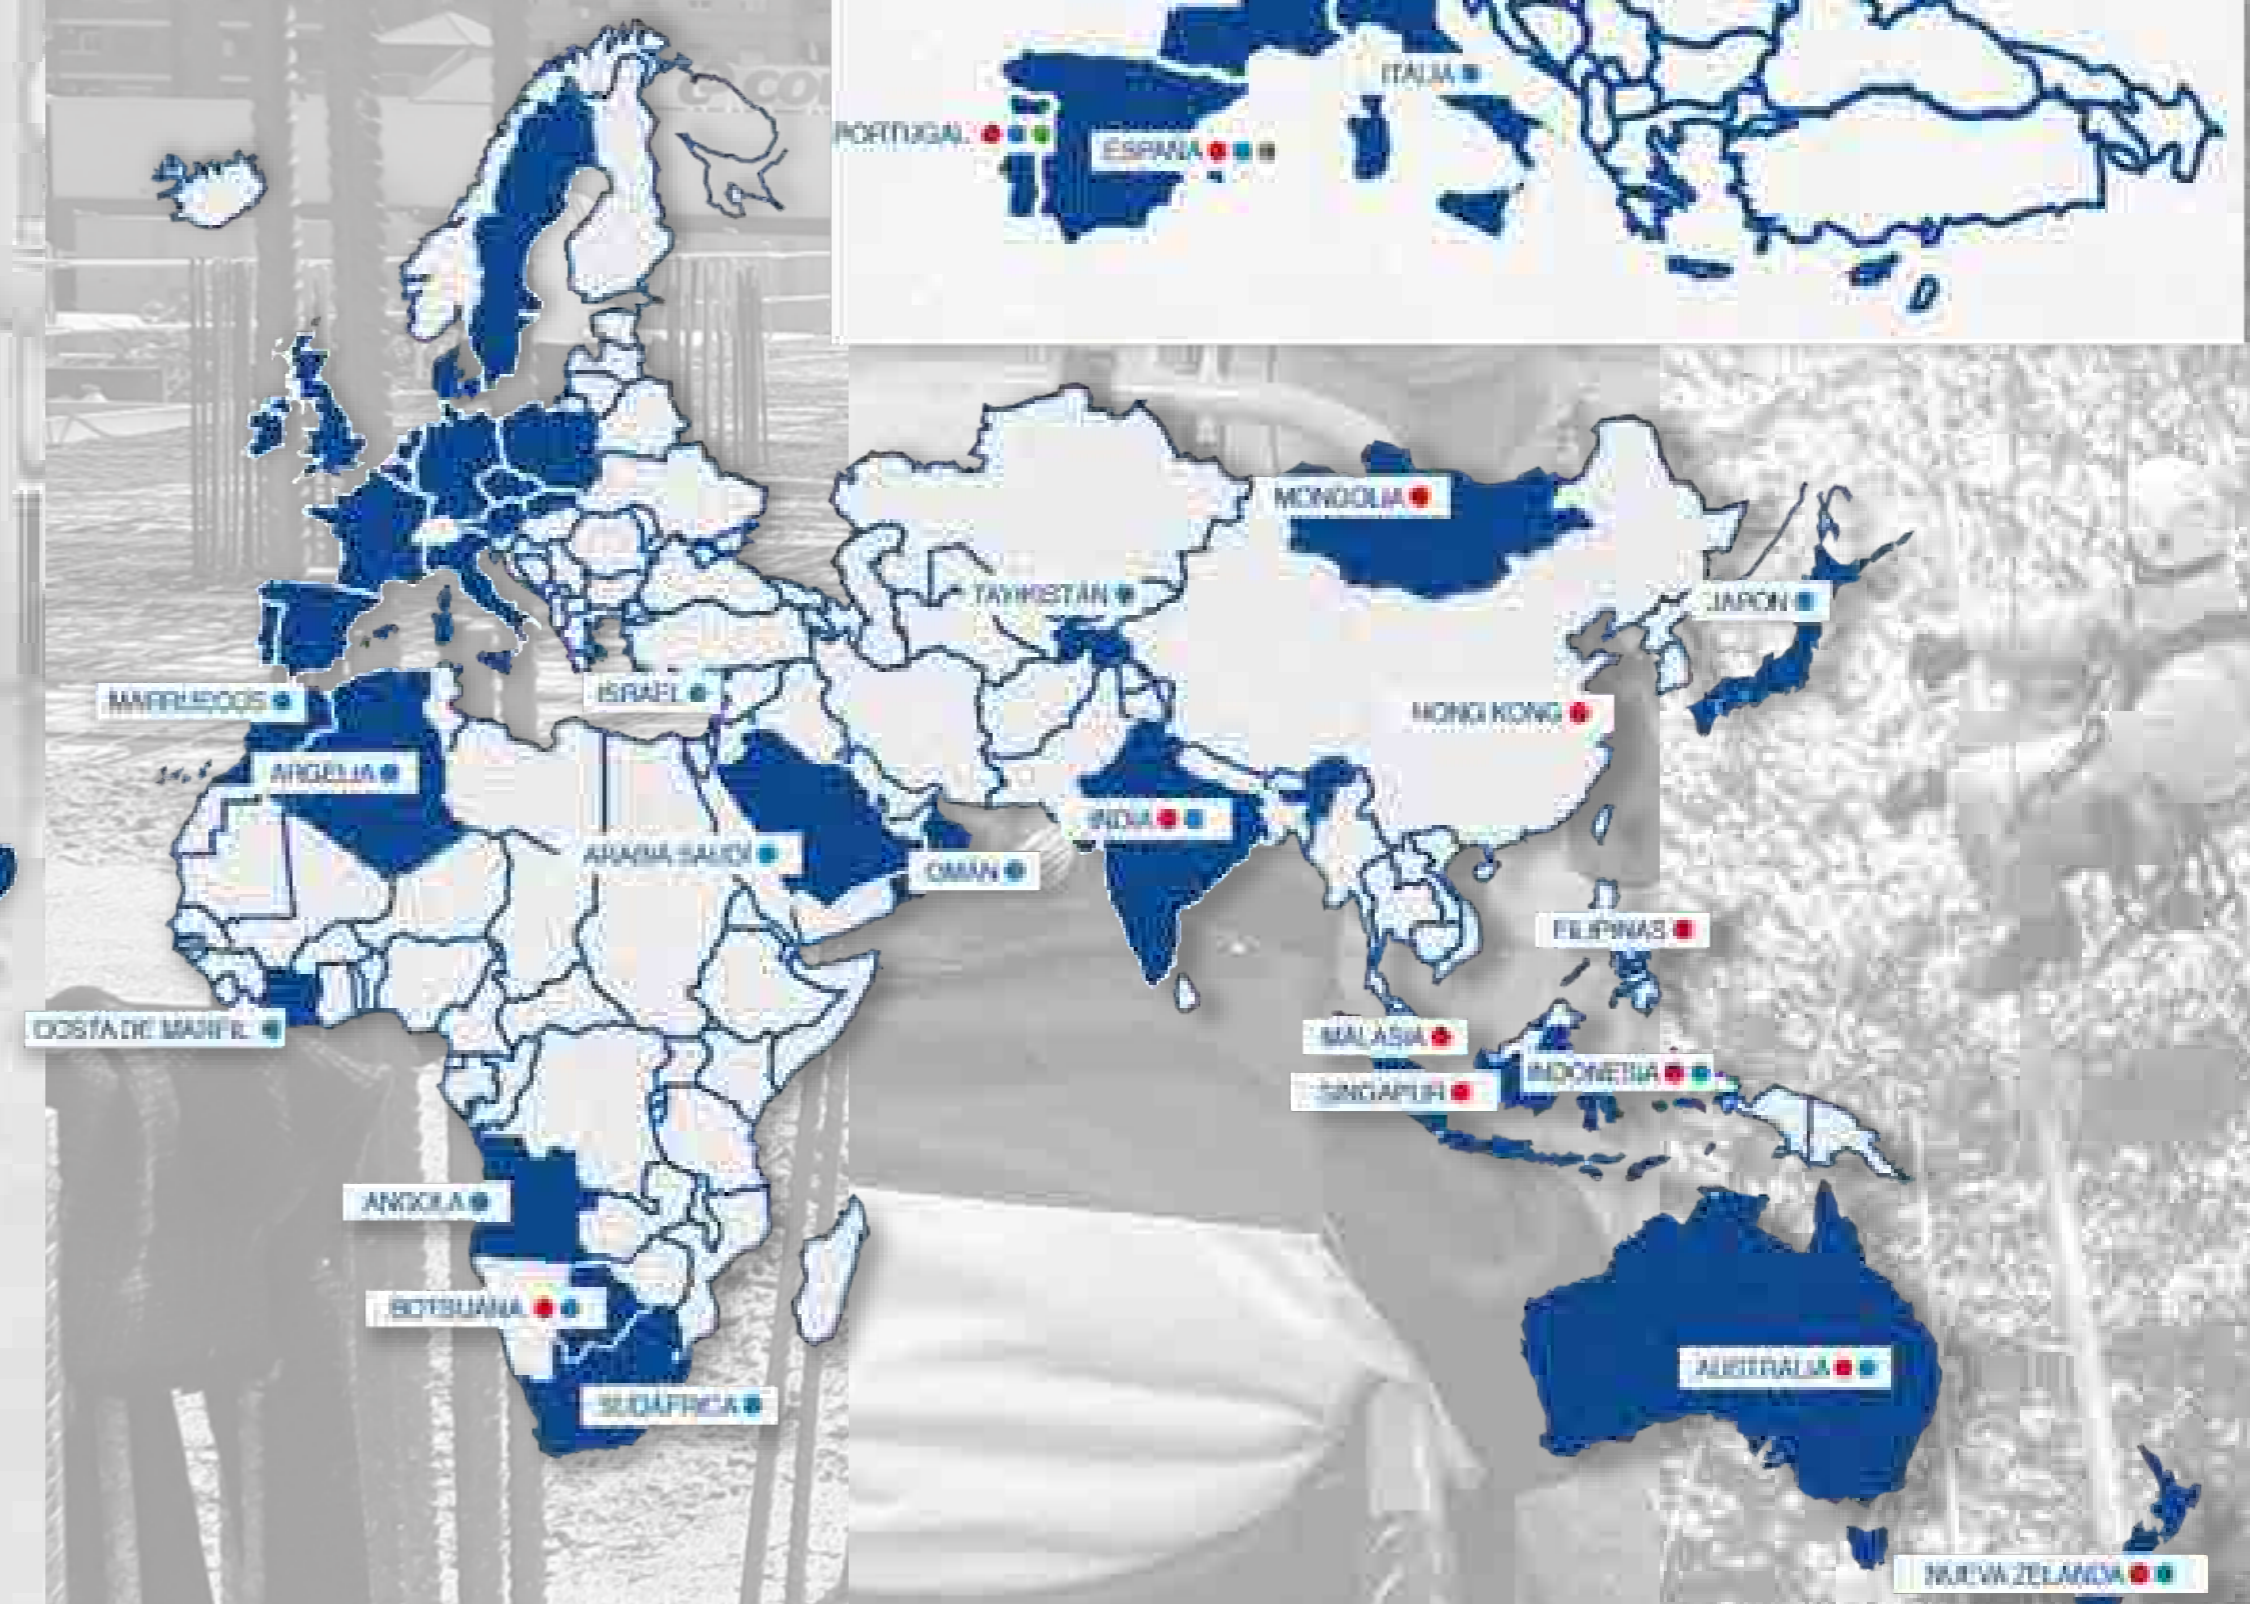 ITALIA
PORTUGAL
ESPAÑA
MONGOLIA
TAYIKISTÁN
JAPÓN
MARRUECOS
ISRAEL
HONG KONG
ARGELIA
INDIA
ARABIA SAUDÍ
OMÁN
FILIPINAS
COSTA DE MARFIL
MALASIA
INDONESIA
SINGAPUR
ANGOLA
BOTSUANA
AUSTRALIA
SUDÁFRICA
NUEVA ZELANDA